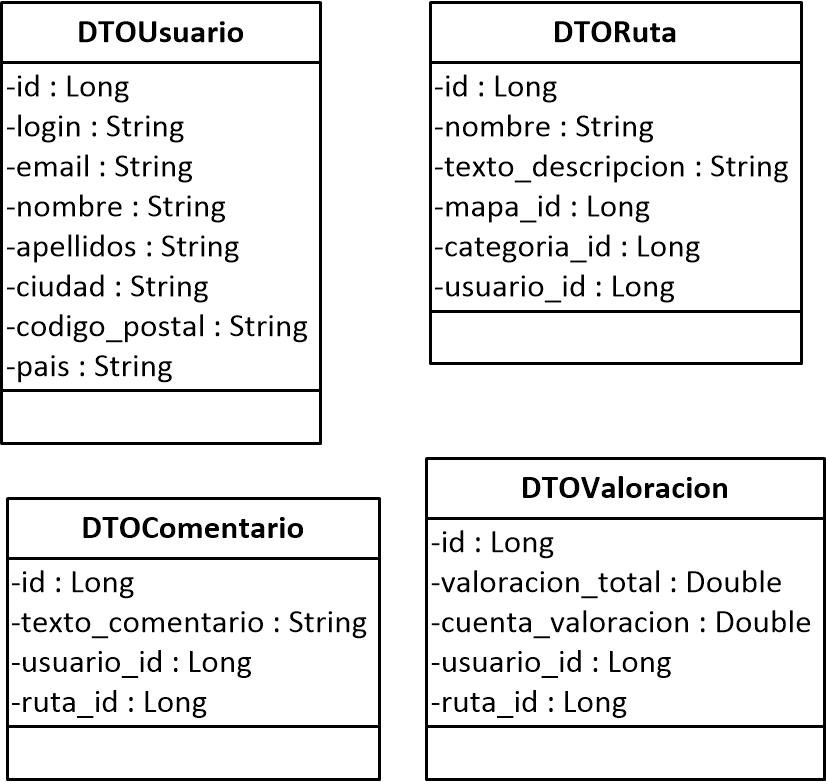 DTOUsuario
-id : Long
-login : String
-email : String
-nombre : String
-apellidos : String
-ciudad : String
-codigo_postal : String
-pais : String
DTORuta
-id : Long
-nombre : String
-texto_descripcion : String
-mapa_id : Long
-categoria_id : Long
-usuario_id : Long
DTOComentario
-id : Long
-texto_comentario : String
-usuario_id : Long
-ruta_id : Long
DTOValoracion
-id : Long
-valoracion_total : Double
-cuenta_valoracion : Double
-usuario_id : Long
-ruta_id : Long